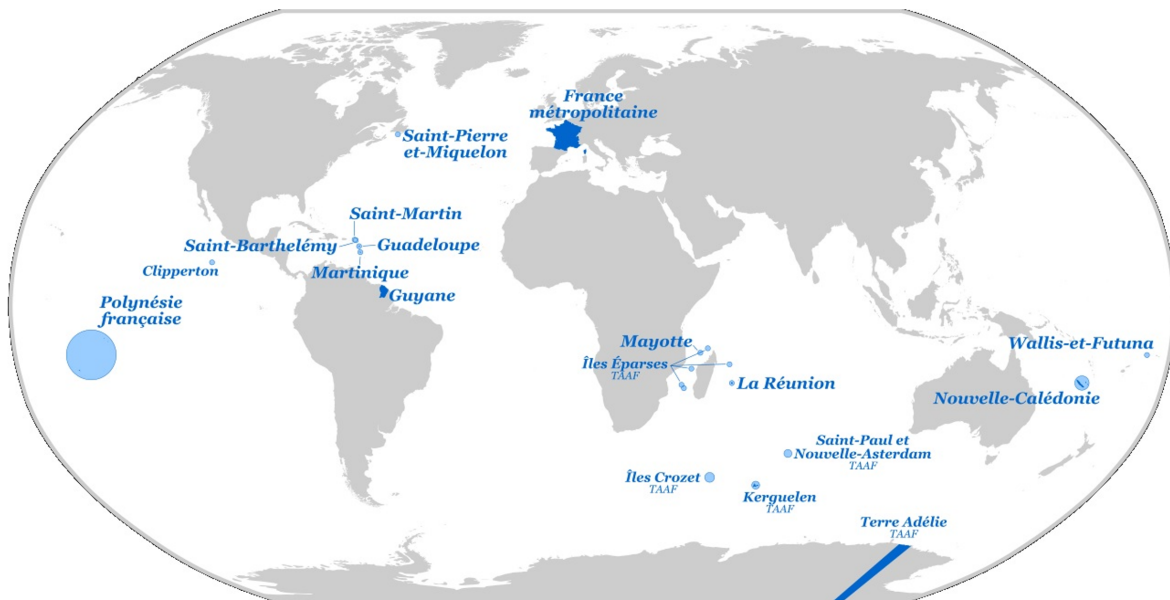 France
métropolitaine
Saint-Pierre
et-Miquelon
Saint-Martin
Saint-Barthelémy
Guadeloupe
Clipperton
Martinique
Guyane
Polynésie
française
Mayotte
Îles Éparses
TAAF
La Réunion
Wallis-et-Futuna
Nouvelle-Calédonie
Saint-Paul et
Nouvelle-Asterdam
TAAF
Îles Crozet
TAAF
Kerguelen
TAAF
Terre Adélie
TAAF